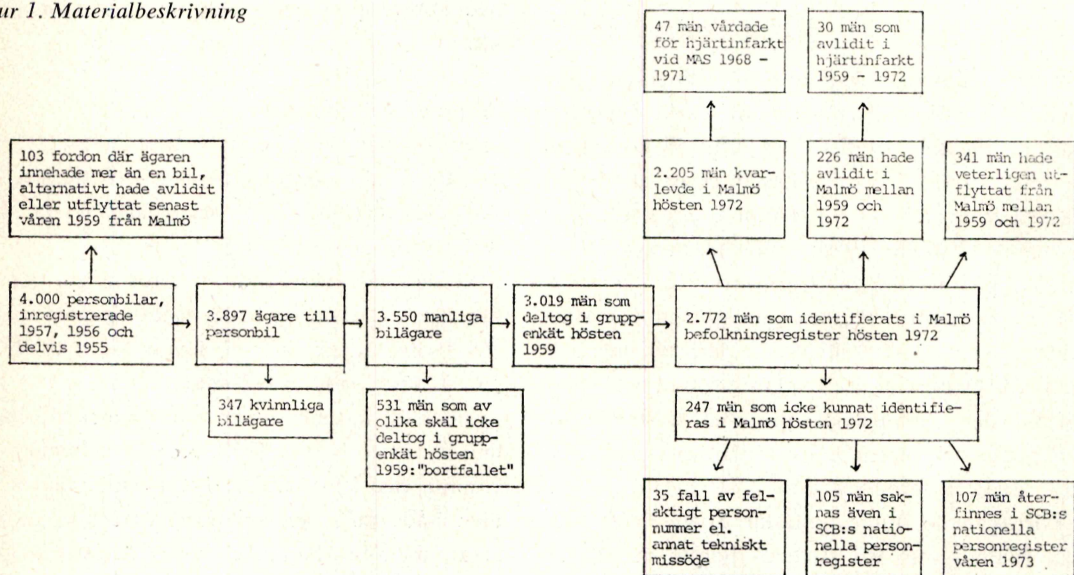 ur 1. Materialbeskrivning
47 män vårdade
för hjärtinfarkt
vid MAS 1968 -
1971
30 män som
avlidit i
hjärtinfarkt
1959 - 1972
103 fordon där ägaren
innehade mer än en bil,
alternativt hade avlidit
eller utflyttat senast
våren 1959 från Malmö
2.205 män kvar-
levde i Malmö
hösten 1972
226 män hade
avlidit i
Malmö mellan
1959 och
1972
341 män hade
veterligen ut-
flyttat från
Malmö mellan
1959 och 1972
4.000 personbilar,
inregistrerade
1957, 1956 och
delvis 1955
3.897 ägare till
personbil
3.550 manliga
bilägare
3.019 män som
deltog i grupp-
enkät hösten
1959
2.772 män som identifierats i Malmö
befolkningsregister hösten 1972
347 kvinnliga
bilägare
531 män som av
olika skäl icke
deltog i grupp-
enkät hösten
1959:"bortfallet"
247 män som icke kunnat identifie-
ras i Malmö hösten 1972
35 fall av fel-
aktigt person-
nummer el.
annat tekniskt
missöde
105 män sak-
nas även i
SCB:s natio-
nella person-
register
107 män åter-
finnes i SCB:s
nationella
personregister
våren 1973